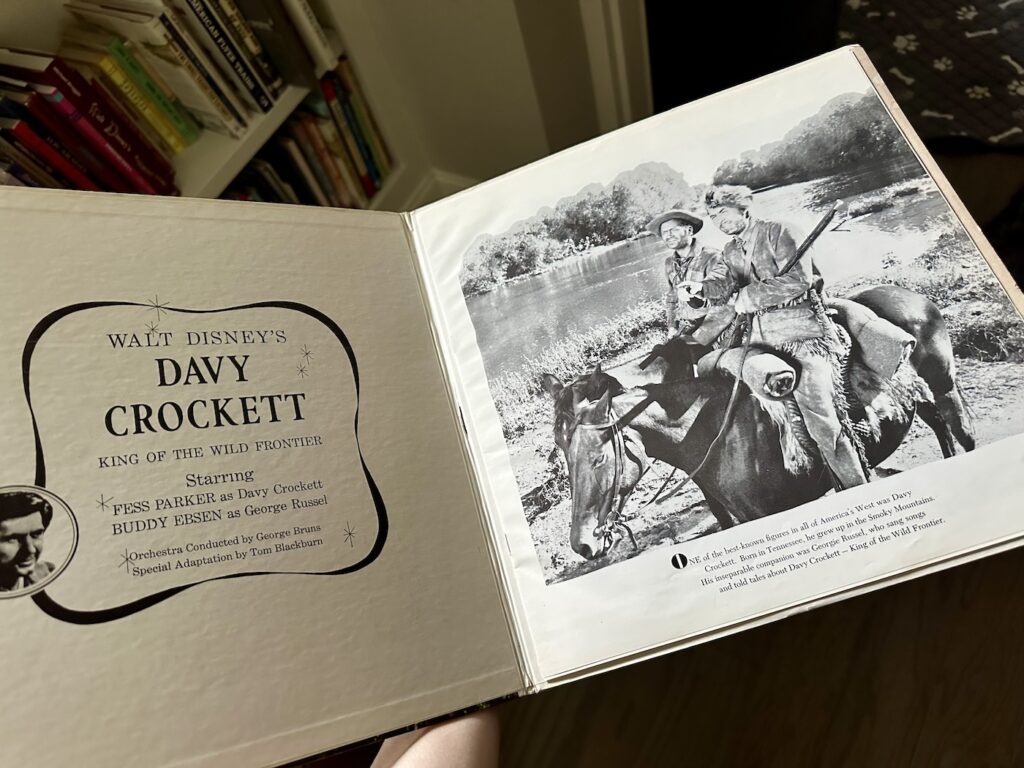 WALT DISNEY'S
DAVY
CROCKETT
KING OF THE WILD FRONTIER
Starring
FESS PARKER as Davy Crockett
BUDDY EBSEN as George Russel
Orchestra Conducted by George Bruns
Special Adaptation by Tom Blackburn
ONE of the best-known figures in all of America's West was Davy
Crockett. Born in Tennessee, he grew up in the Smoky Mountains.
His inseparable companion was Georgie Russel, who sang songs
and told tales about Davy Crockett – King of the Wild Frontier.